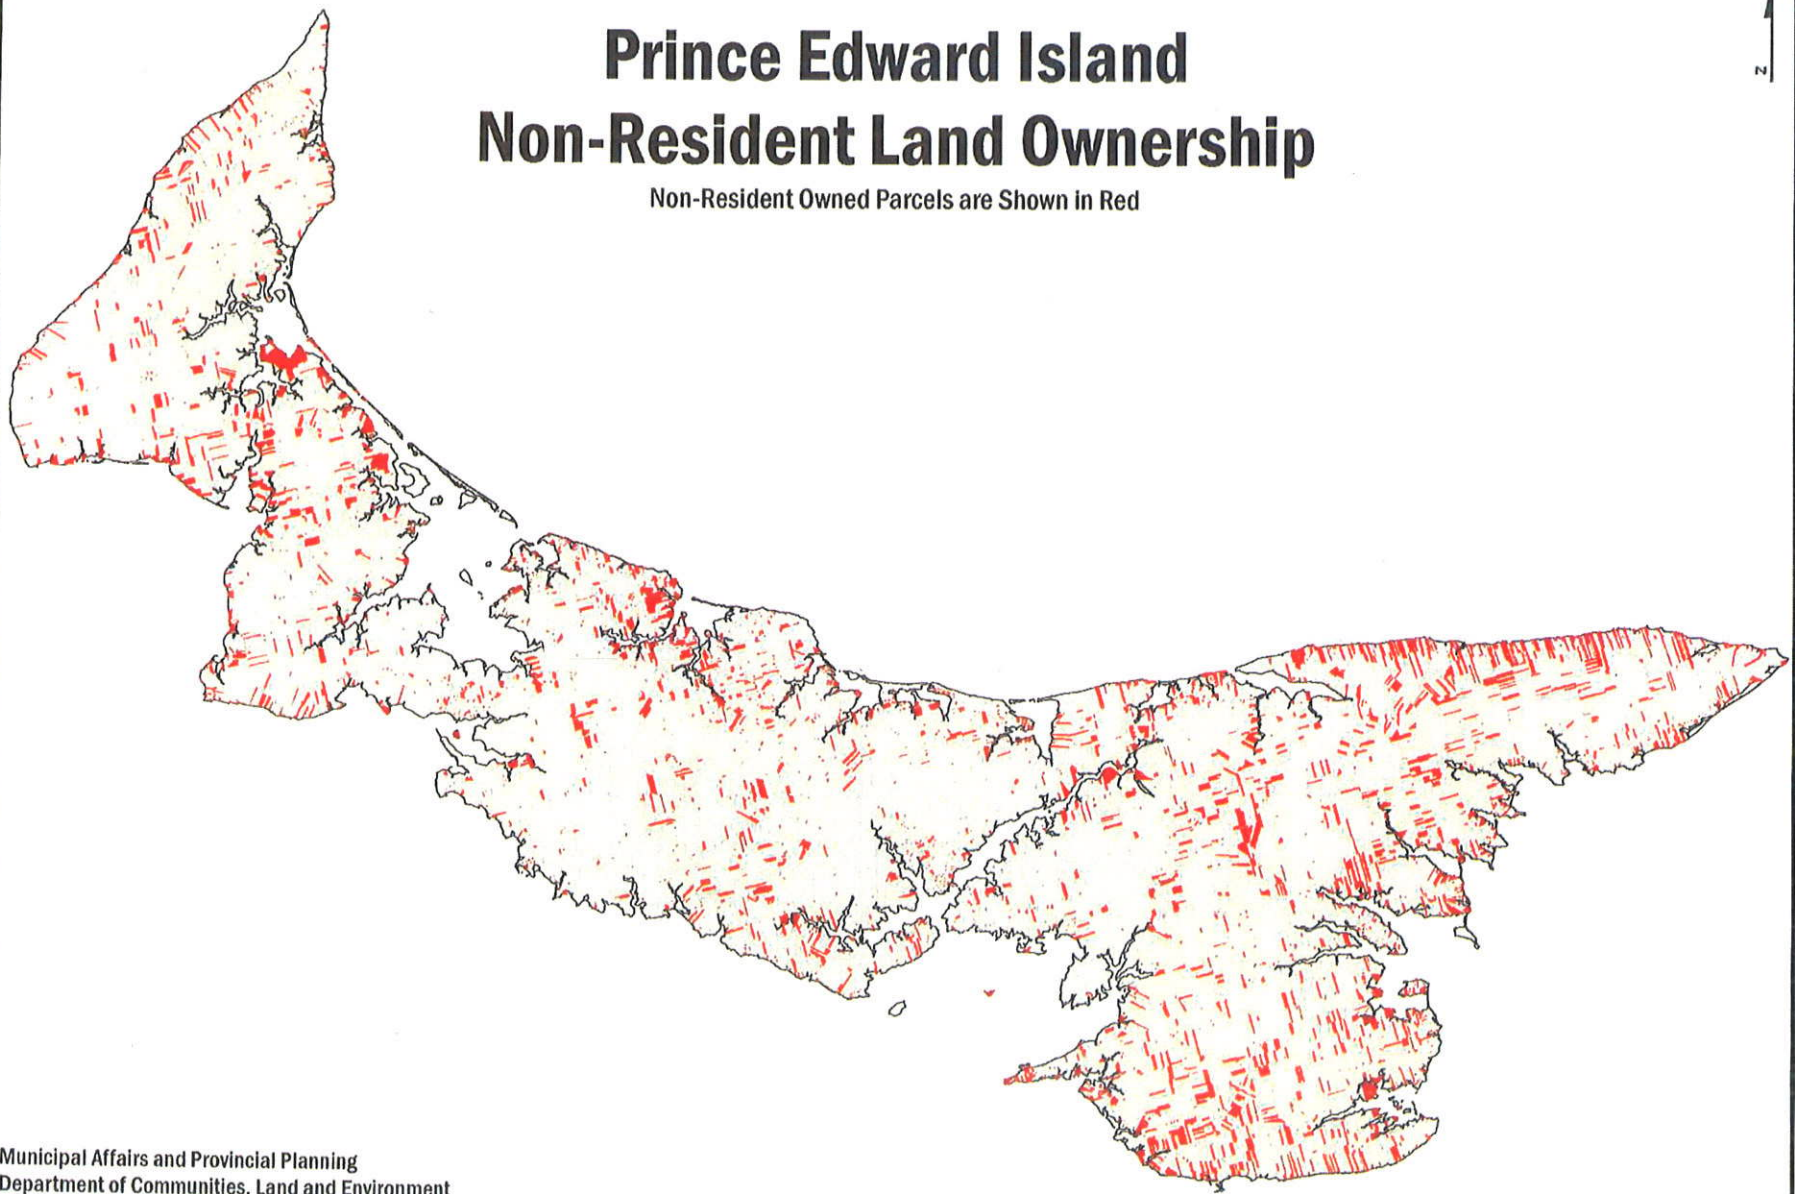 Prince Edward Island
Non-Resident Land Ownership
Non-Resident Owned Parcels are Shown in Red
N
Municipal Affairs and Provincial Planning
Department of Communities, Land and Environment